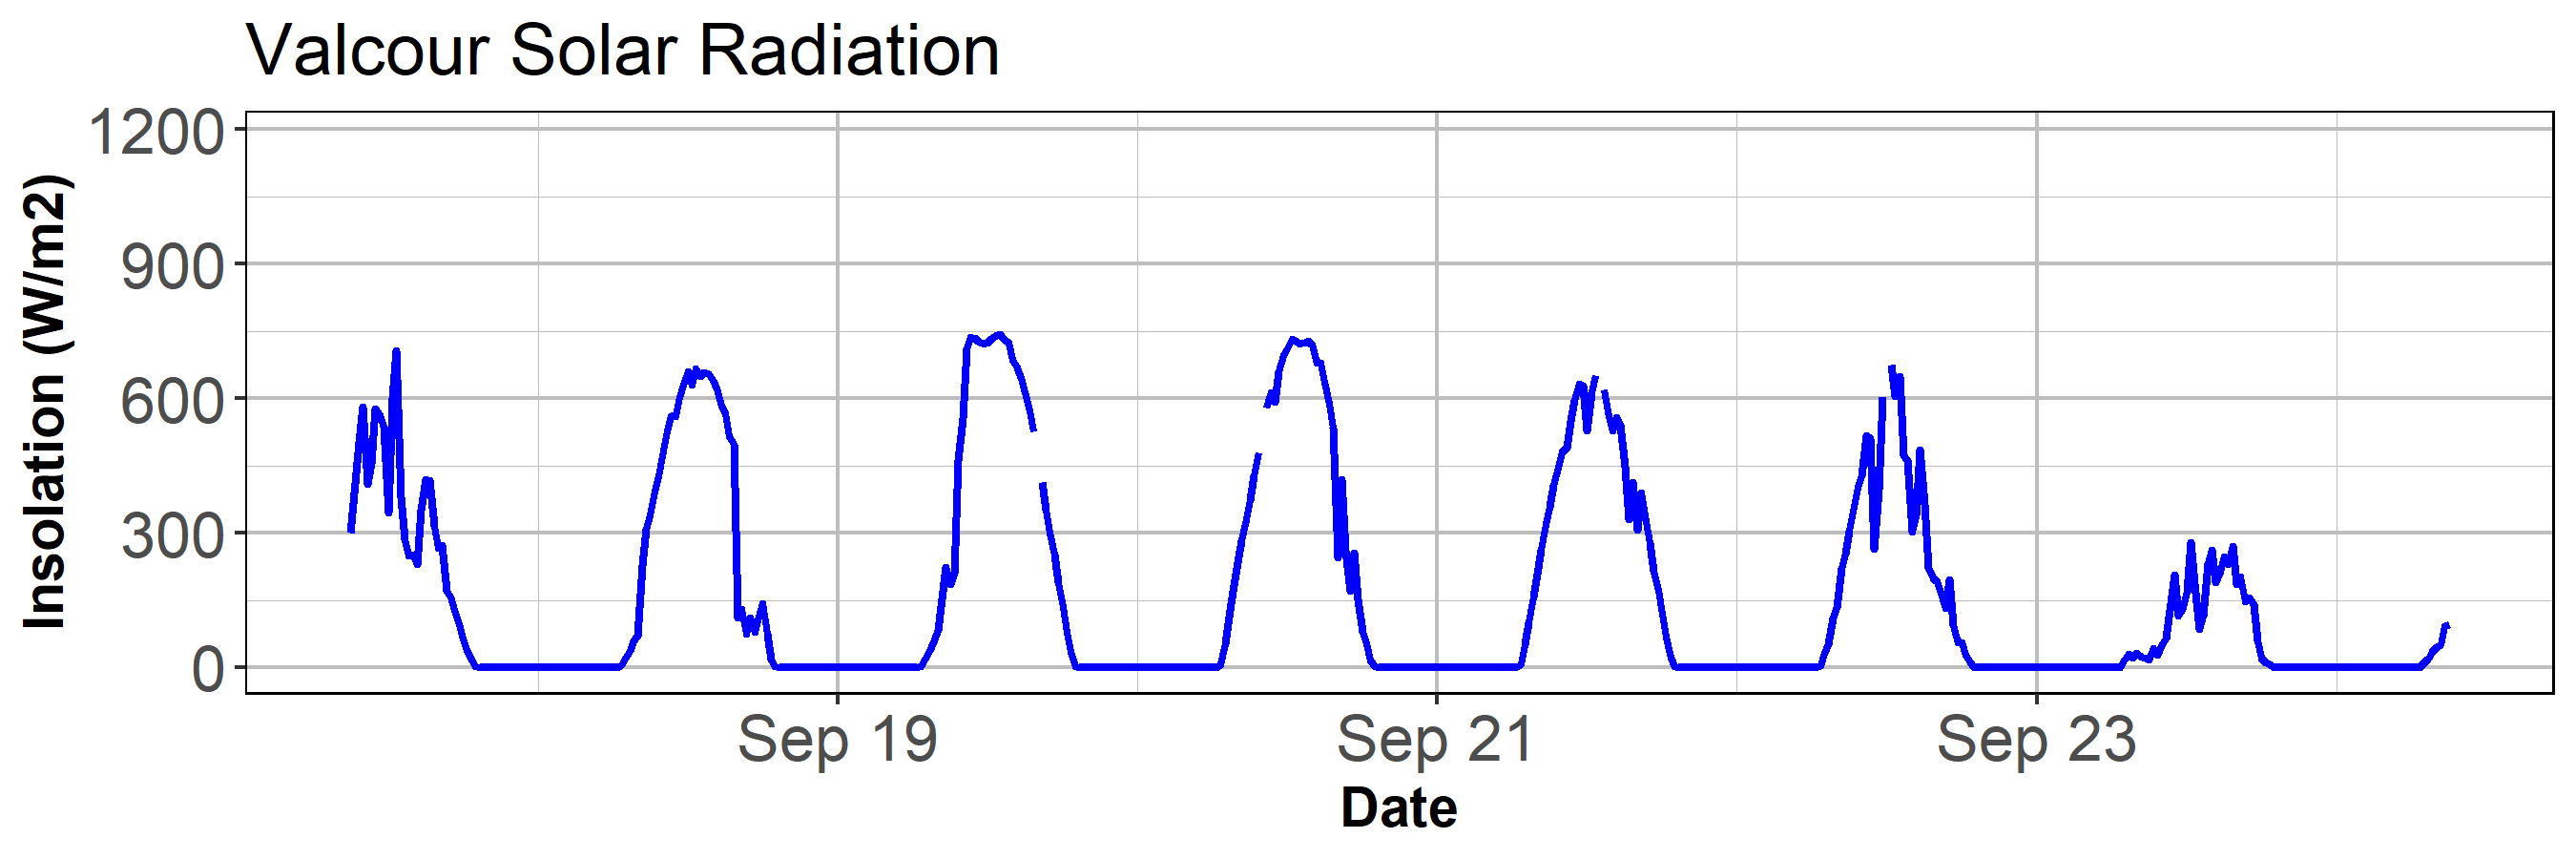 Valcour Solar Radiation
1200
900
600
300
0
Insolation (W/m2)
Sep 19
Sep 21
Sep 23
Date